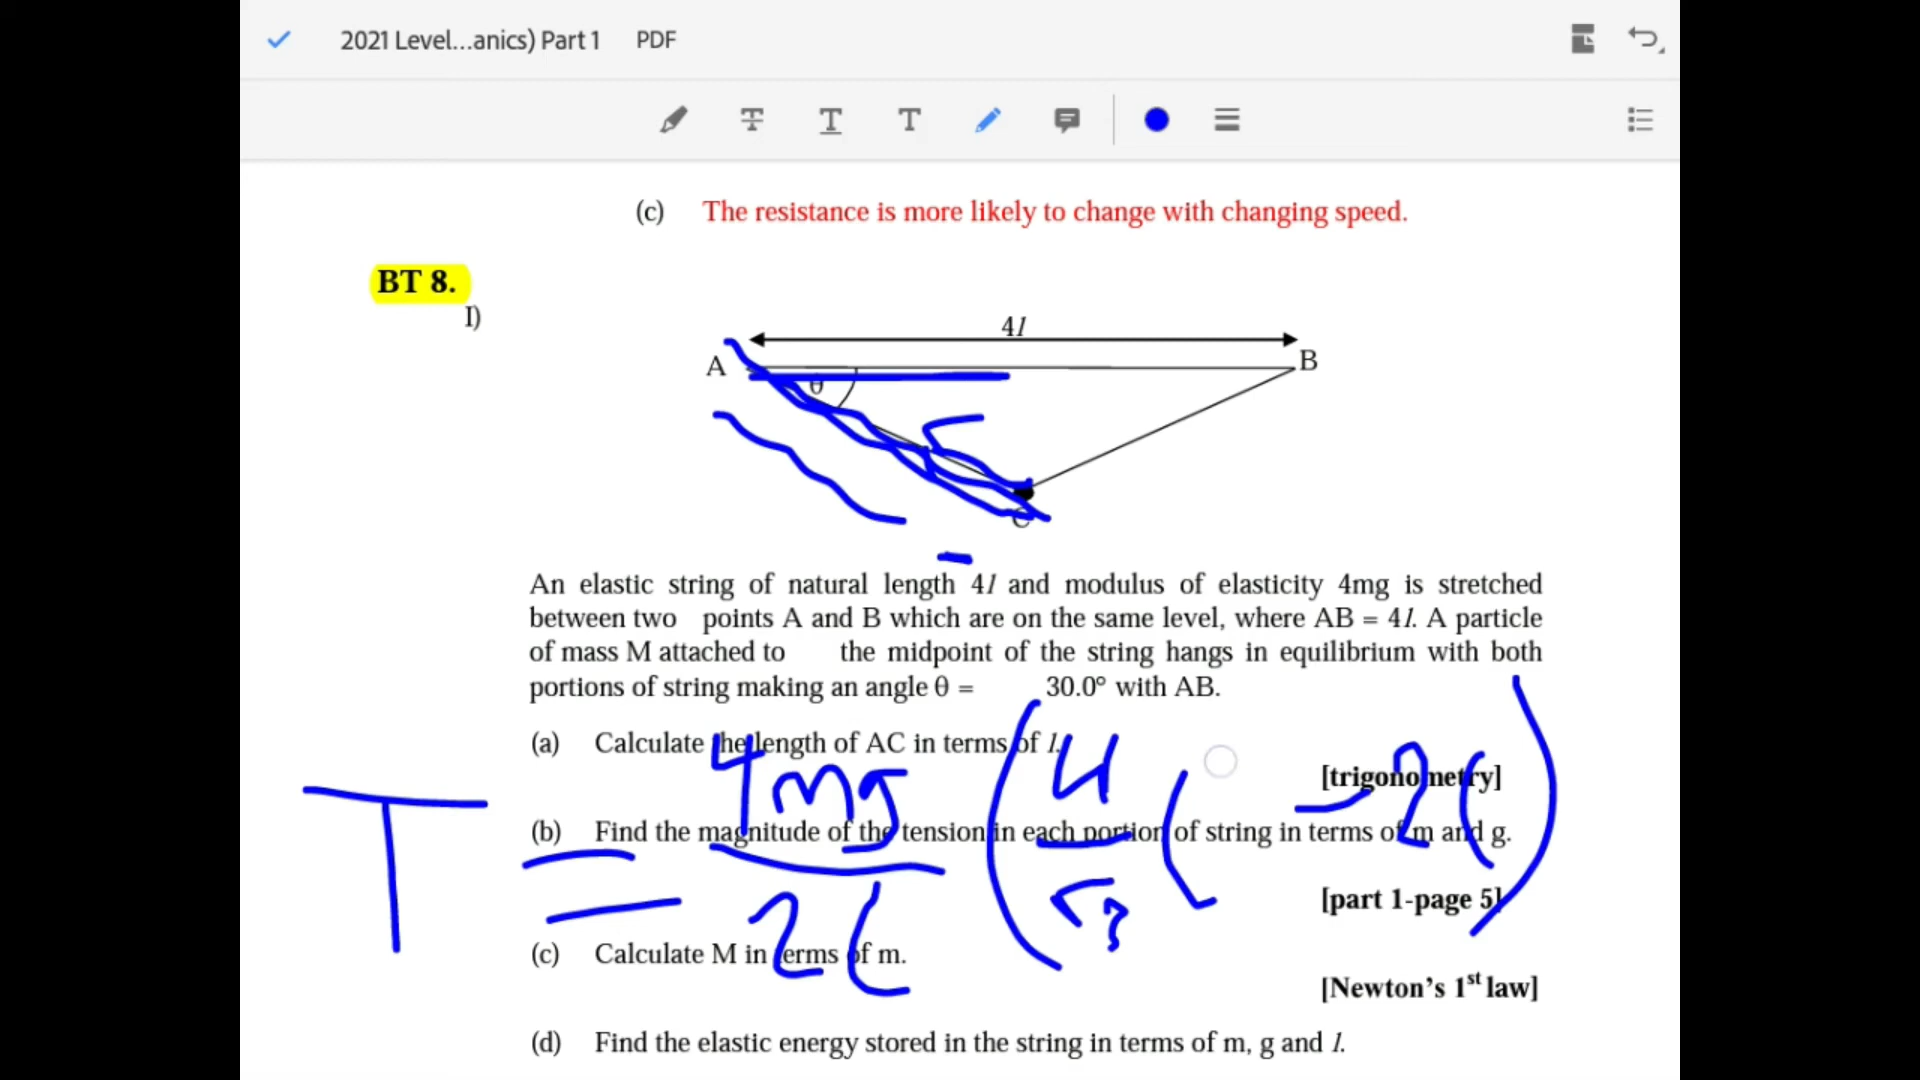 2021 Level...anics) Part 1 PDF
(c) The resistance is more likely to change with changing speed.
BT 8.
I)
4l
A
B
θ
C
An elastic string of natural length 4l and modulus of elasticity 4mg is stretched
between two points A and B which are on the same level, where AB = 4l. A particle
of mass M attached to the midpoint of the string hangs in equilibrium with both
portions of string making an angle θ = 30.0° with AB.
(a) Calculate the length of AC in terms of l.
[trigonometry]
(b) Find the magnitude of the tension in each portion of string in terms of m and g.
T = 4mg/2l (4/√3 l - 2l)
[part 1-page 5]
(c) Calculate M in terms of m.
[Newton's 1st law]
(d) Find the elastic energy stored in the string in terms of m, g and l.